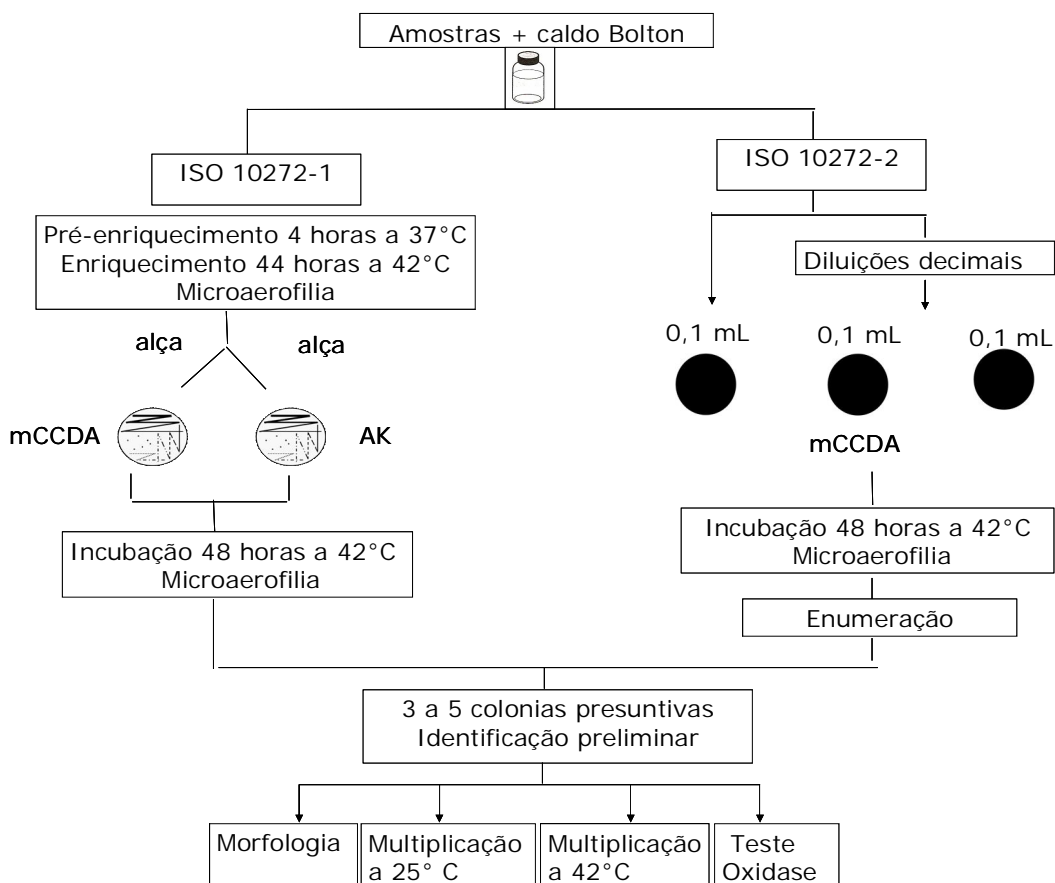 Amostras + caldo Bolton
ISO 10272-1
ISO 10272-2
Pré-enriquecimento 4 horas a 37°C
Enriquecimento 44 horas a 42°C
Microaerofilia
Diluições decimais
alça
alça
0,1 mL
0,1 mL
0,1 mL
mCCDA
AK
mCCDA
Incubação 48 horas a 42°C
Microaerofilia
Incubação 48 horas a 42°C
Microaerofilia
Enumeração
3 a 5 colonias presuntivas
Identificação preliminar
Morfologia
Multiplicação
a 25° C
Multiplicação
a 42°C
Teste
Oxidase